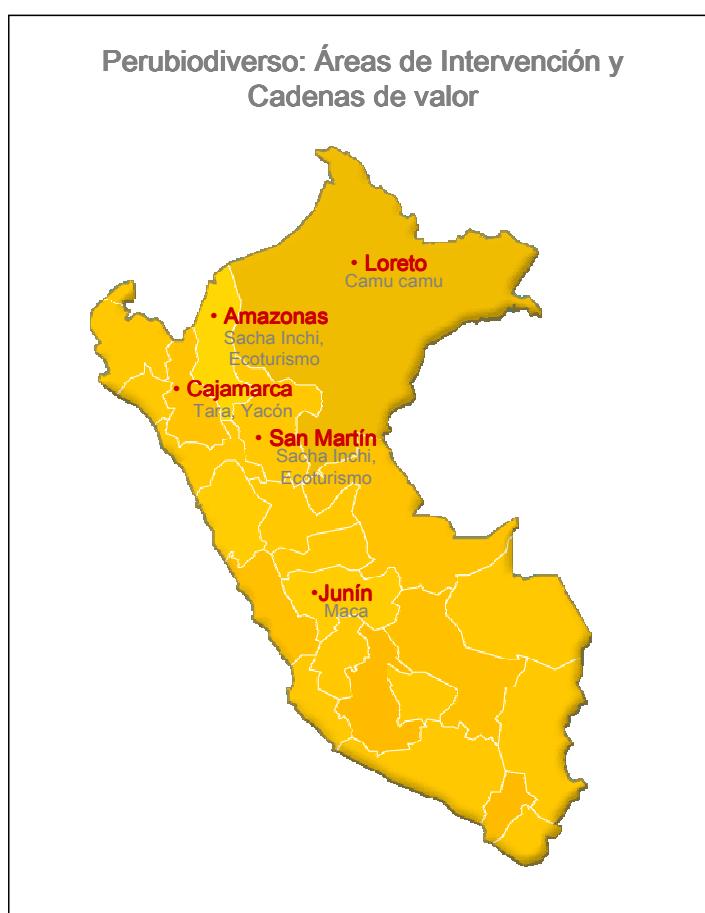 Perubiodiverso: Áreas de Intervención y
Cadenas de valor
• Loreto
Camu camu
• Amazonas
Sacha Inchi,
Ecoturismo
• Cajamarca
Tara, Yacón
• San Martín
Sacha Inchi,
Ecoturismo
•Junín
Maca